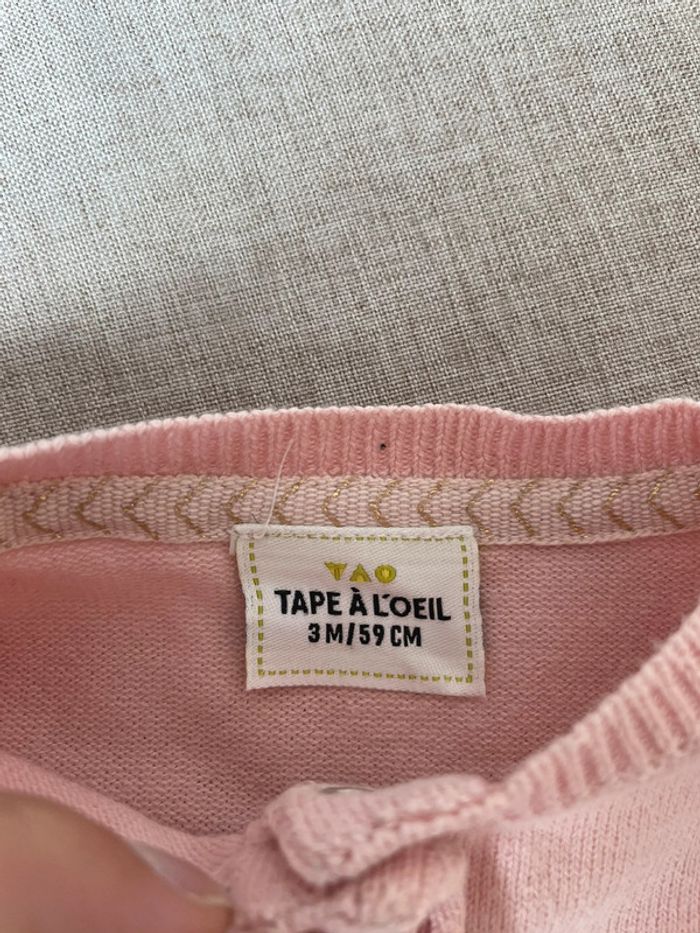 TAO
TAPE À L'OEIL
3 M/59 CM